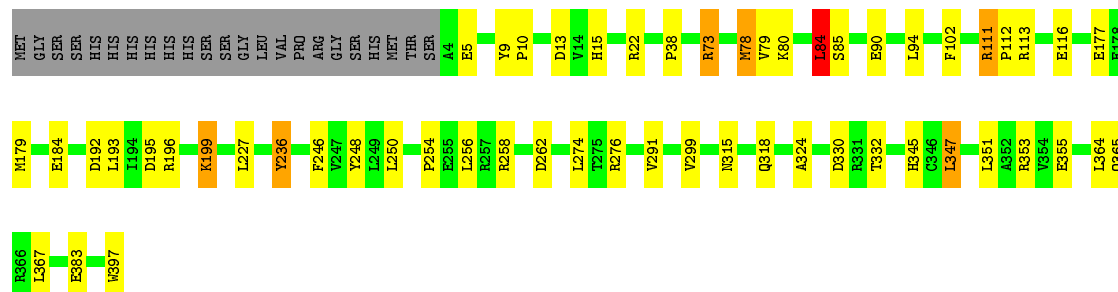 MET GLY SER SER HIS HIS HIS HIS HIS HIS SER SER GLY LEU VAL PRO ARG GLY SER HIS MET THR SER A4 E5 Y9 P10 D13 V14 H15 R22 P38 R73 M78 V79 K80 L84 S85 E90 L94 F102 R111 P112 R113 E116 E177
M179 E184 D192 L193 I194 D195 R196 K199 L227 Y236 F246 V247 Y248 L249 L250 P254 E255 L256 R257 R258 D262 L274 T275 R276 V291 V299 N315 Q318 A324 D330 R331 T332 H345 C346 L347 L351 A352 R353 V354 E355 L364
R366 L367 E383 W397